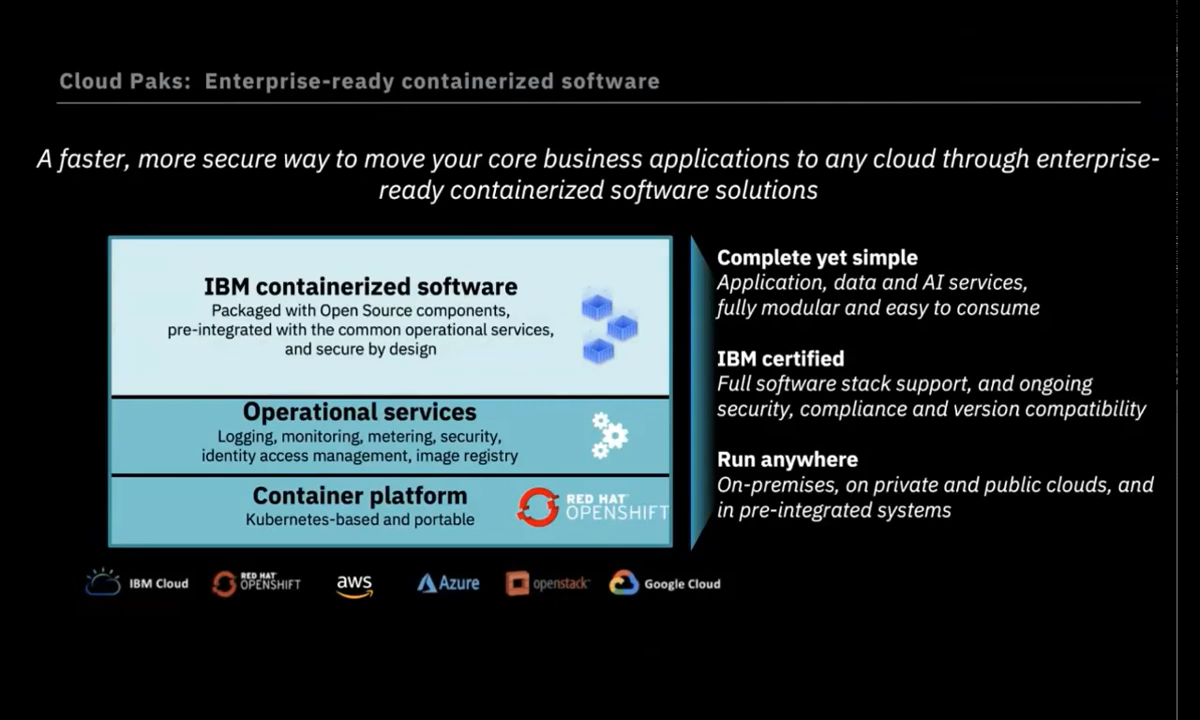 Cloud Paks: Enterprise-ready containerized software
A faster, more secure way to move your core business applications to any cloud through enterprise-
ready containerized software solutions
IBM containerized software
Packaged with Open Source components,
pre-integrated with the common operational services,
and secure by design
Operational services
Logging, monitoring, metering, security,
identity access management, image registry
Container platform
Kubernetes-based and portable
RED HAT
OPENSHIFT
Complete yet simple
Application, data and AI services,
fully modular and easy to consume
IBM certified
Full software stack support, and ongoing
security, compliance and version compatibility
Run anywhere
On-premises, on private and public clouds, and
in pre-integrated systems
IBM Cloud
RED HAT
OPENSHIFT
aws
Azure
openstack
Google Cloud